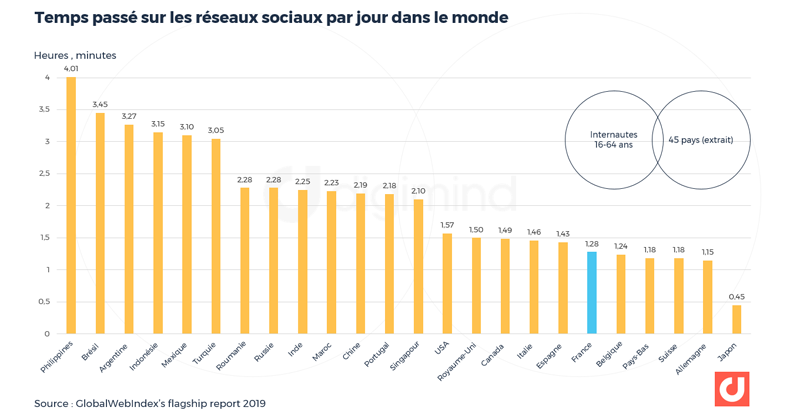 Temps passé sur les réseaux sociaux par jour dans le monde
Heures , minutes
4
3,5
3
2,5
2
1,5
1
0,5
0
4,01
3,45
3,27
3,15
3,10
3,05
2,28
2,28
2,25
2,23
2,19
2,18
2,10
1,57
1,50
1,49
1,46
1,43
1,28
1,24
1,18
1,18
1,15
0,45
Internautes
16-64 ans
45 pays (extrait)
digimind
Philippines
Brésil
Argentine
Indonésie
Mexique
Turquie
Roumanie
Russie
Inde
Maroc
Chine
Portugal
Singapour
USA
Royaume-Uni
Canada
Italie
Espagne
France
Belgique
Pays-Bas
Suisse
Allemagne
Japon
Source : GlobalWebIndex's flagship report 2019